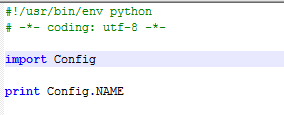 #!/usr/bin/env python
# -*- coding: utf-8 -*-
import Config
print Config.NAME